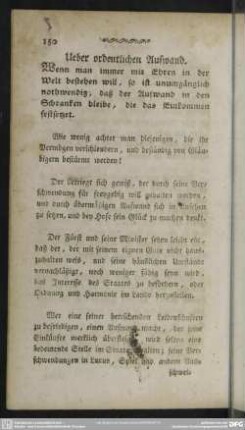 150
Ueber ordentlichen Aufwand.
Wenn man immer mit Ehren in der
Welt bestehen will, so ist unumgänglich
nothwendig, daß der Aufwand in den
Schranken bleibe, die das Einkommen
festsetzet.
Wie wenig achtet man diejenigen, die ihr
Vermögen verschleudern, und beständig von Gläu-
bigern bestürmt werden!
Der betriegt sich gewiß, der durch seine Ver-
schwendung für freygebig will gehalten werden,
und durch übermäßigen Aufwand sich in Ansehen
zu setzen, und bey Hofe sein Glück zu machen denkt.
Der Fürst und seine Minister sehen leicht ein,
daß der, der mit seinem eignen Gute nicht haus-
zuhalten weis, und seine häuslichen Umstände
vernachläßigt, noch weniger fähig seyn wird,
das Interesse des Staates zu befördern, oder
Ordnung und Harmonie im Lande herzustellen.
Wer eine seiner herrschenden Leidenschaften
zu befriedigen, einen Aufwand macht, der seine
Einkünfte merklich übersteigt, und selten eine
bedeutende Stelle im Staate erhalten; seine Ver-
schwendungen in Luxus, Spiel und andern Aus-
schwei-